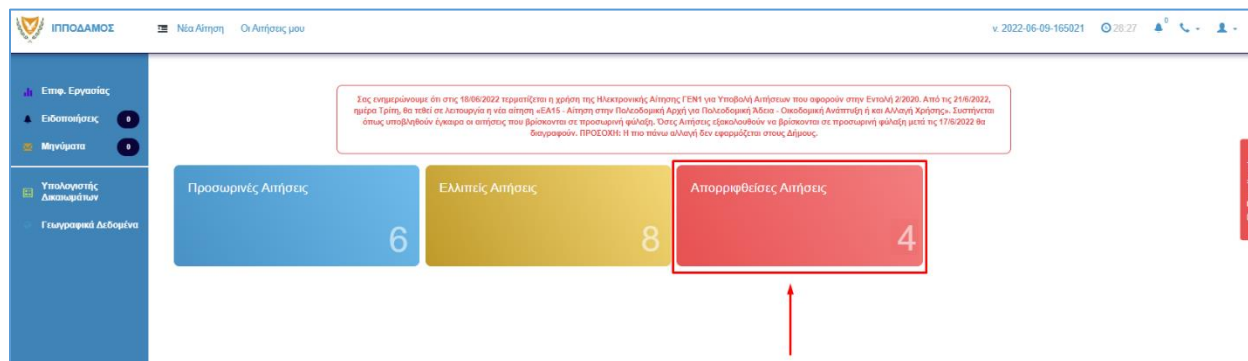 ΙΠΠΟΔΑΜΟΣ
Νέα Αίτηση Οι Αιτήσεις μου
v. 2022-06-09-165021 28:27 0
Επιφ. Εργασίας
Ειδοποιήσεις 0
Μηνύματα 0
Υπολογιστής
Δικαιωμάτων
Γεωγραφικά Δεδομένα
Σας ενημερώνουμε ότι στις 18/06/2022 τερματίζεται η χρήση της Ηλεκτρονικής Αίτησης ΓΕΝ1 για Υποβολή Αιτήσεων που αφορούν στην Εντολή 2/2020. Από τις 21/6/2022,
ημέρα Τρίτη, θα τεθεί σε λειτουργία η νέα αίτηση «ΕΑ15 - Αίτηση στην Πολεοδομική Αρχή για Πολεοδομική Άδεια - Οικοδομική Ανάπτυξη ή και Αλλαγή Χρήσης». Συστήνεται
όπως υποβληθούν έγκαιρα οι αιτήσεις που βρίσκονται σε προσωρινή φύλαξη. Όσες Αιτήσεις εξακολουθούν να βρίσκονται σε προσωρινή φύλαξη μετά τις 17/6/2022 θα
διαγραφούν. ΠΡΟΣΟΧΗ: Η πιο πάνω αλλαγή δεν εφαρμόζεται στους Δήμους.
Προσωρινές Αιτήσεις
6
Ελλιπείς Αιτήσεις
8
Απορριφθείσες Αιτήσεις
4